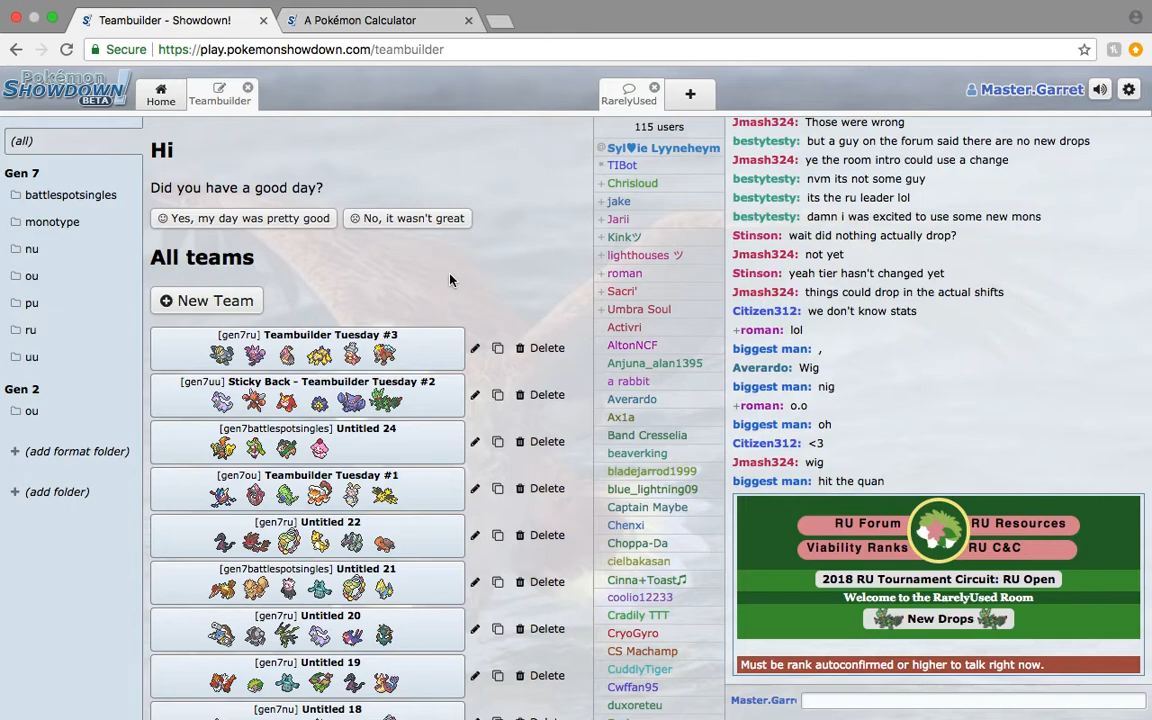 Teambuilder - Showdown!
A Pokémon Calculator
Secure
https://play.pokemonshowdown.com/teambuilder
Pokémon
SHOWDOWN
BETA
Home
Teambuilder
RarelyUsed
Master.Garret
(all)
Gen 7
battlespotsingles
monotype
nu
ou
pu
ru
uu
Gen 2
ou
(add format folder)
(add folder)
Hi
Did you have a good day?
Yes, my day was pretty good
No, it wasn't great
All teams
New Team
[gen7ru] Teambuilder Tuesday #3
Delete
[gen7uu] Sticky Back - Teambuilder Tuesday #2
Delete
[gen7battlespotsingles] Untitled 24
Delete
[gen7ou] Teambuilder Tuesday #1
Delete
[gen7ru] Untitled 22
Delete
[gen7battlespotsingles] Untitled 21
Delete
[gen7ru] Untitled 20
Delete
[gen7ru] Untitled 19
Delete
[gen7ru] Untitled 18
115 users
@Syl♥ie Lyyneheym
*TIBot
+Chrisloud
+jake
+Jarii
+Kinkツ
+lighthouses ツ
+roman
+Sacri'
+Umbra Soul
Activri
AltonNCF
Anjuna_alan1395
a rabbit
Averardo
Ax1a
Band Cresselia
beaverking
bladejarrod1999
blue_lightning09
Captain Maybe
Chenxi
Choppa-Da
cielbakasan
Cinna+Toast♫
coolio12233
Cradily TTT
CryoGyro
CS Machamp
CuddlyTiger
Cwffan95
duxoreteu
Jmash324: Those were wrong
bestytesty: but a guy on the forum said there are no new drops
Jmash324: ye the room intro could use a change
bestytesty: nvm its not some guy
bestytesty: its the ru leader lol
bestytesty: damn i was excited to use some new mons
Stinson: wait did nothing actually drop?
Jmash324: not yet
Stinson: yeah tier hasn't changed yet
Jmash324: things could drop in the actual shifts
Citizen312: we don't know stats
+roman: lol
biggest man: ,
Averardo: Wig
biggest man: nig
+roman: o.o
biggest man: oh
Citizen312: <3
Jmash324: wig
biggest man: hit the quan
RU Forum
RU Resources
Viability Ranks
RU C&C
2018 RU Tournament Circuit: RU Open
Welcome to the RarelyUsed Room
New Drops
Must be rank autoconfirmed or higher to talk right now.
Master.Garret